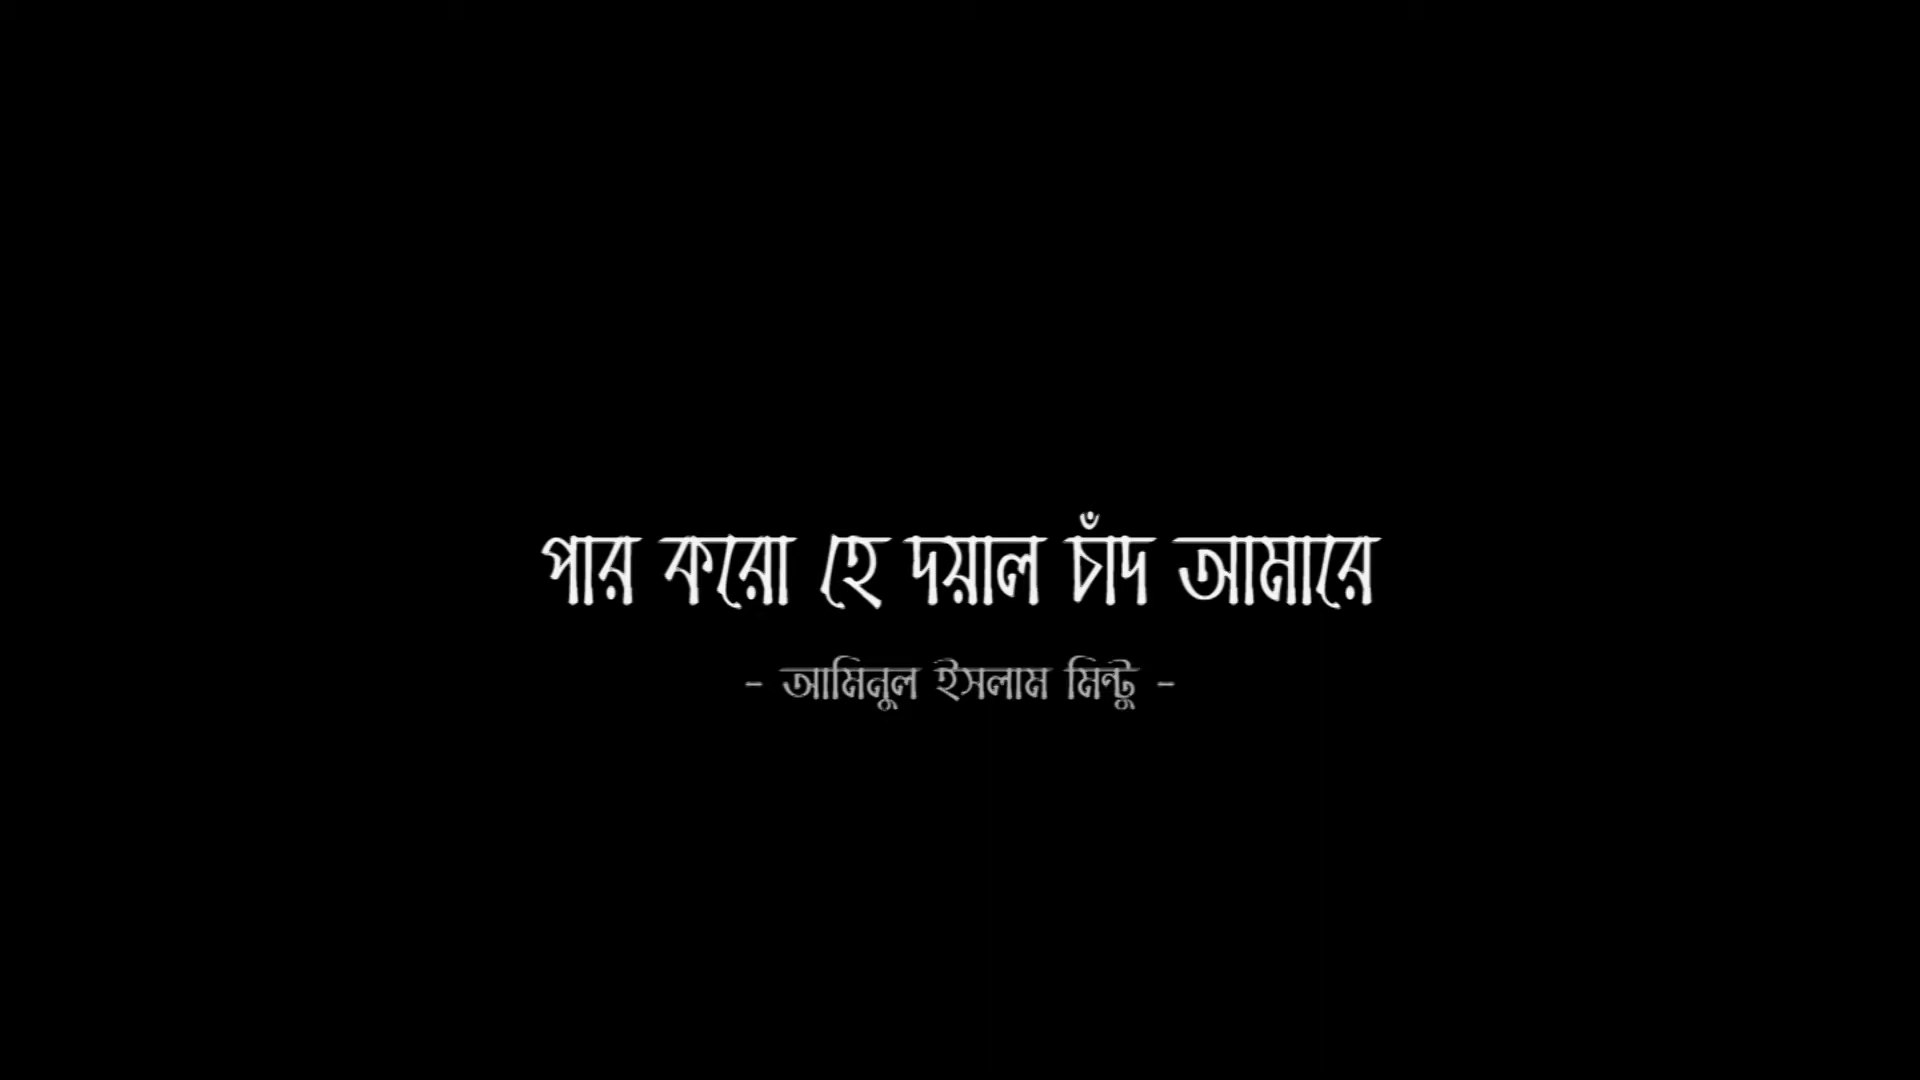 পার করো হে দয়াল চাঁদ আমারে
- আমিনুল ইসলাম মিন্টু -